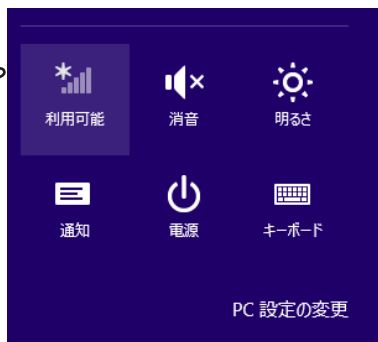 利用可能
消音
明るさ
通知
電源
キーボード
PC 設定の変更